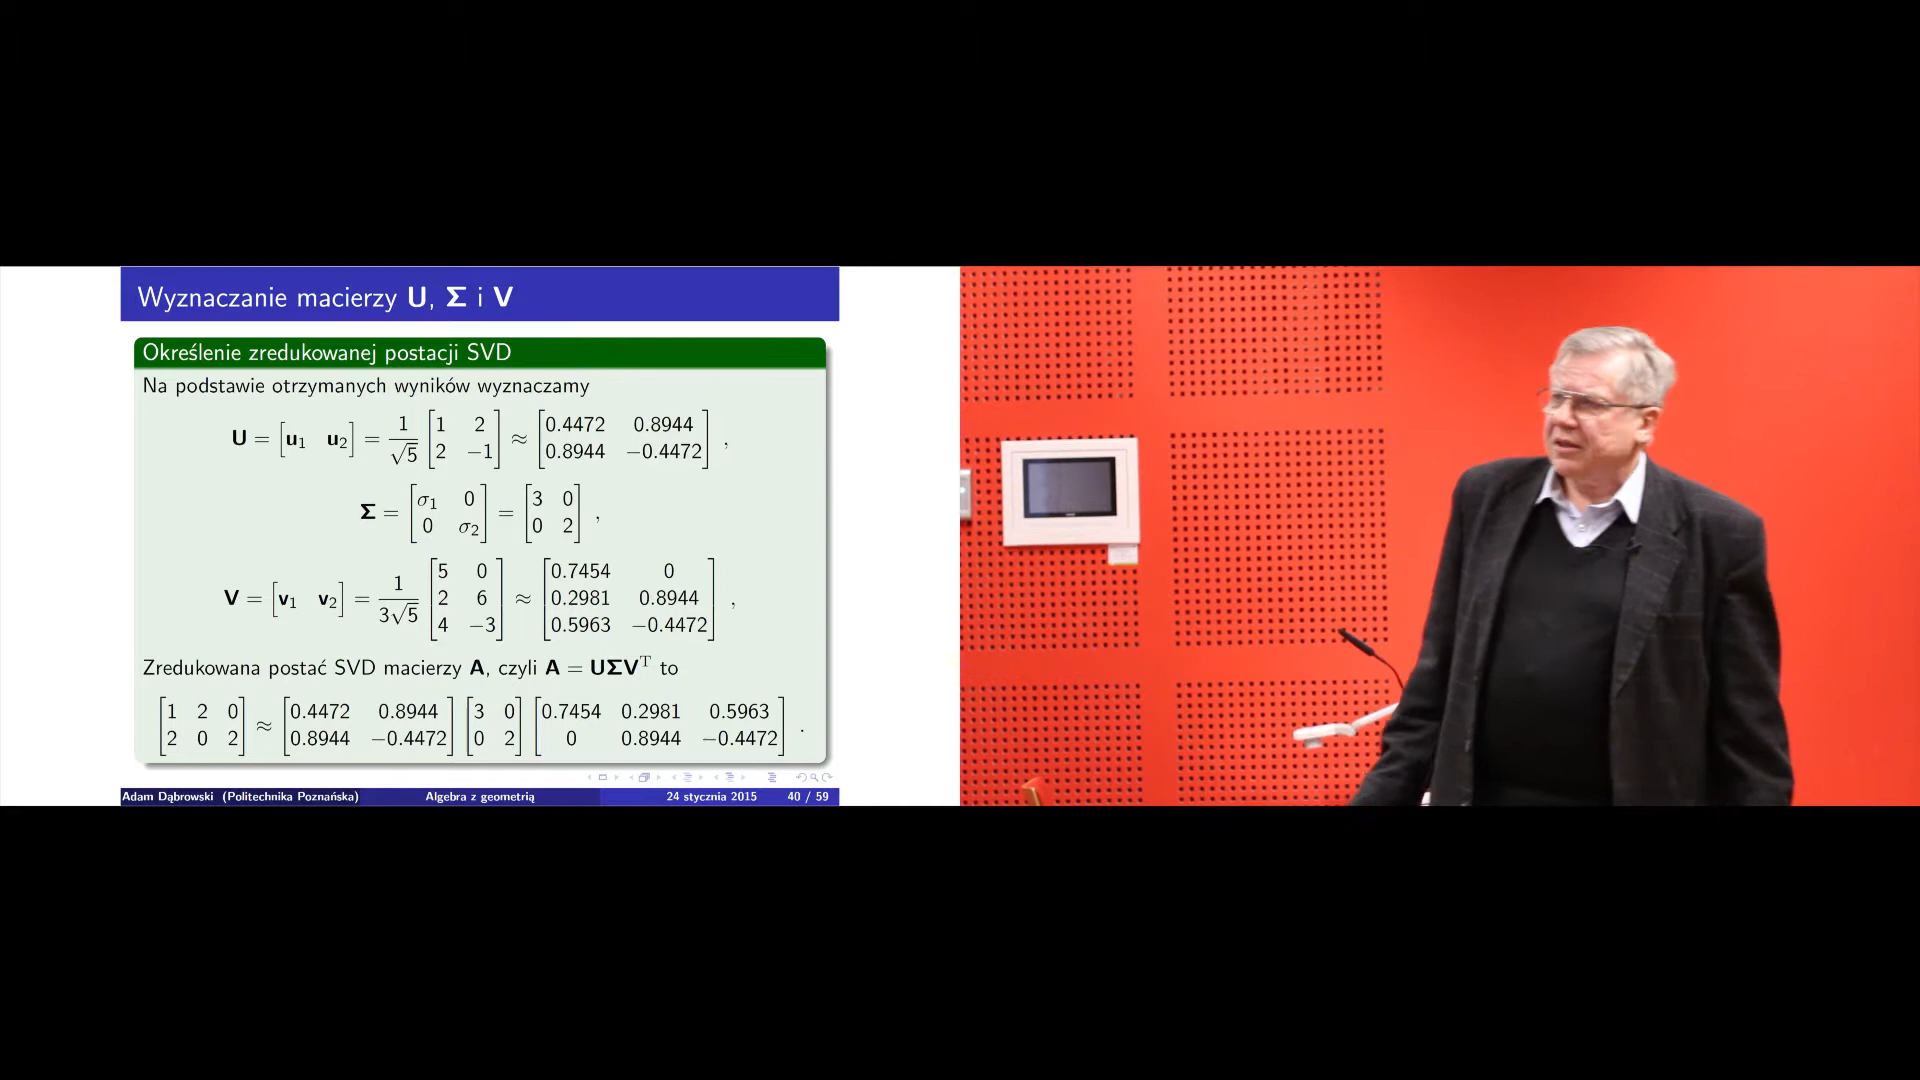 Wyznaczanie macierzy U, Σ i V
Określenie zredukowanej postacji SVD
Na podstawie otrzymanych wyników wyznaczamy
U = [u₁ u₂] = 1/√5 [1 2; 2 −1] ≈ [0.4472 0.8944; 0.8944 −0.4472] ,
Σ = [σ₁ 0; 0 σ₂] = [3 0; 0 2] ,
V = [v₁ v₂] = 1/(3√5) [5 0; 2 6; 4 −3] ≈ [0.7454 0; 0.2981 0.8944; 0.5963 −0.4472] ,
Zredukowana postać SVD macierzy A, czyli A = UΣVᵀ to
[1 2 0; 2 0 2] ≈ [0.4472 0.8944; 0.8944 −0.4472] [3 0; 0 2] [0.7454 0.2981 0.5963; 0 0.8944 −0.4472] .
Adam Dąbrowski (Politechnika Poznańska) Algebra z geometrią 24 stycznia 2015 40 / 59